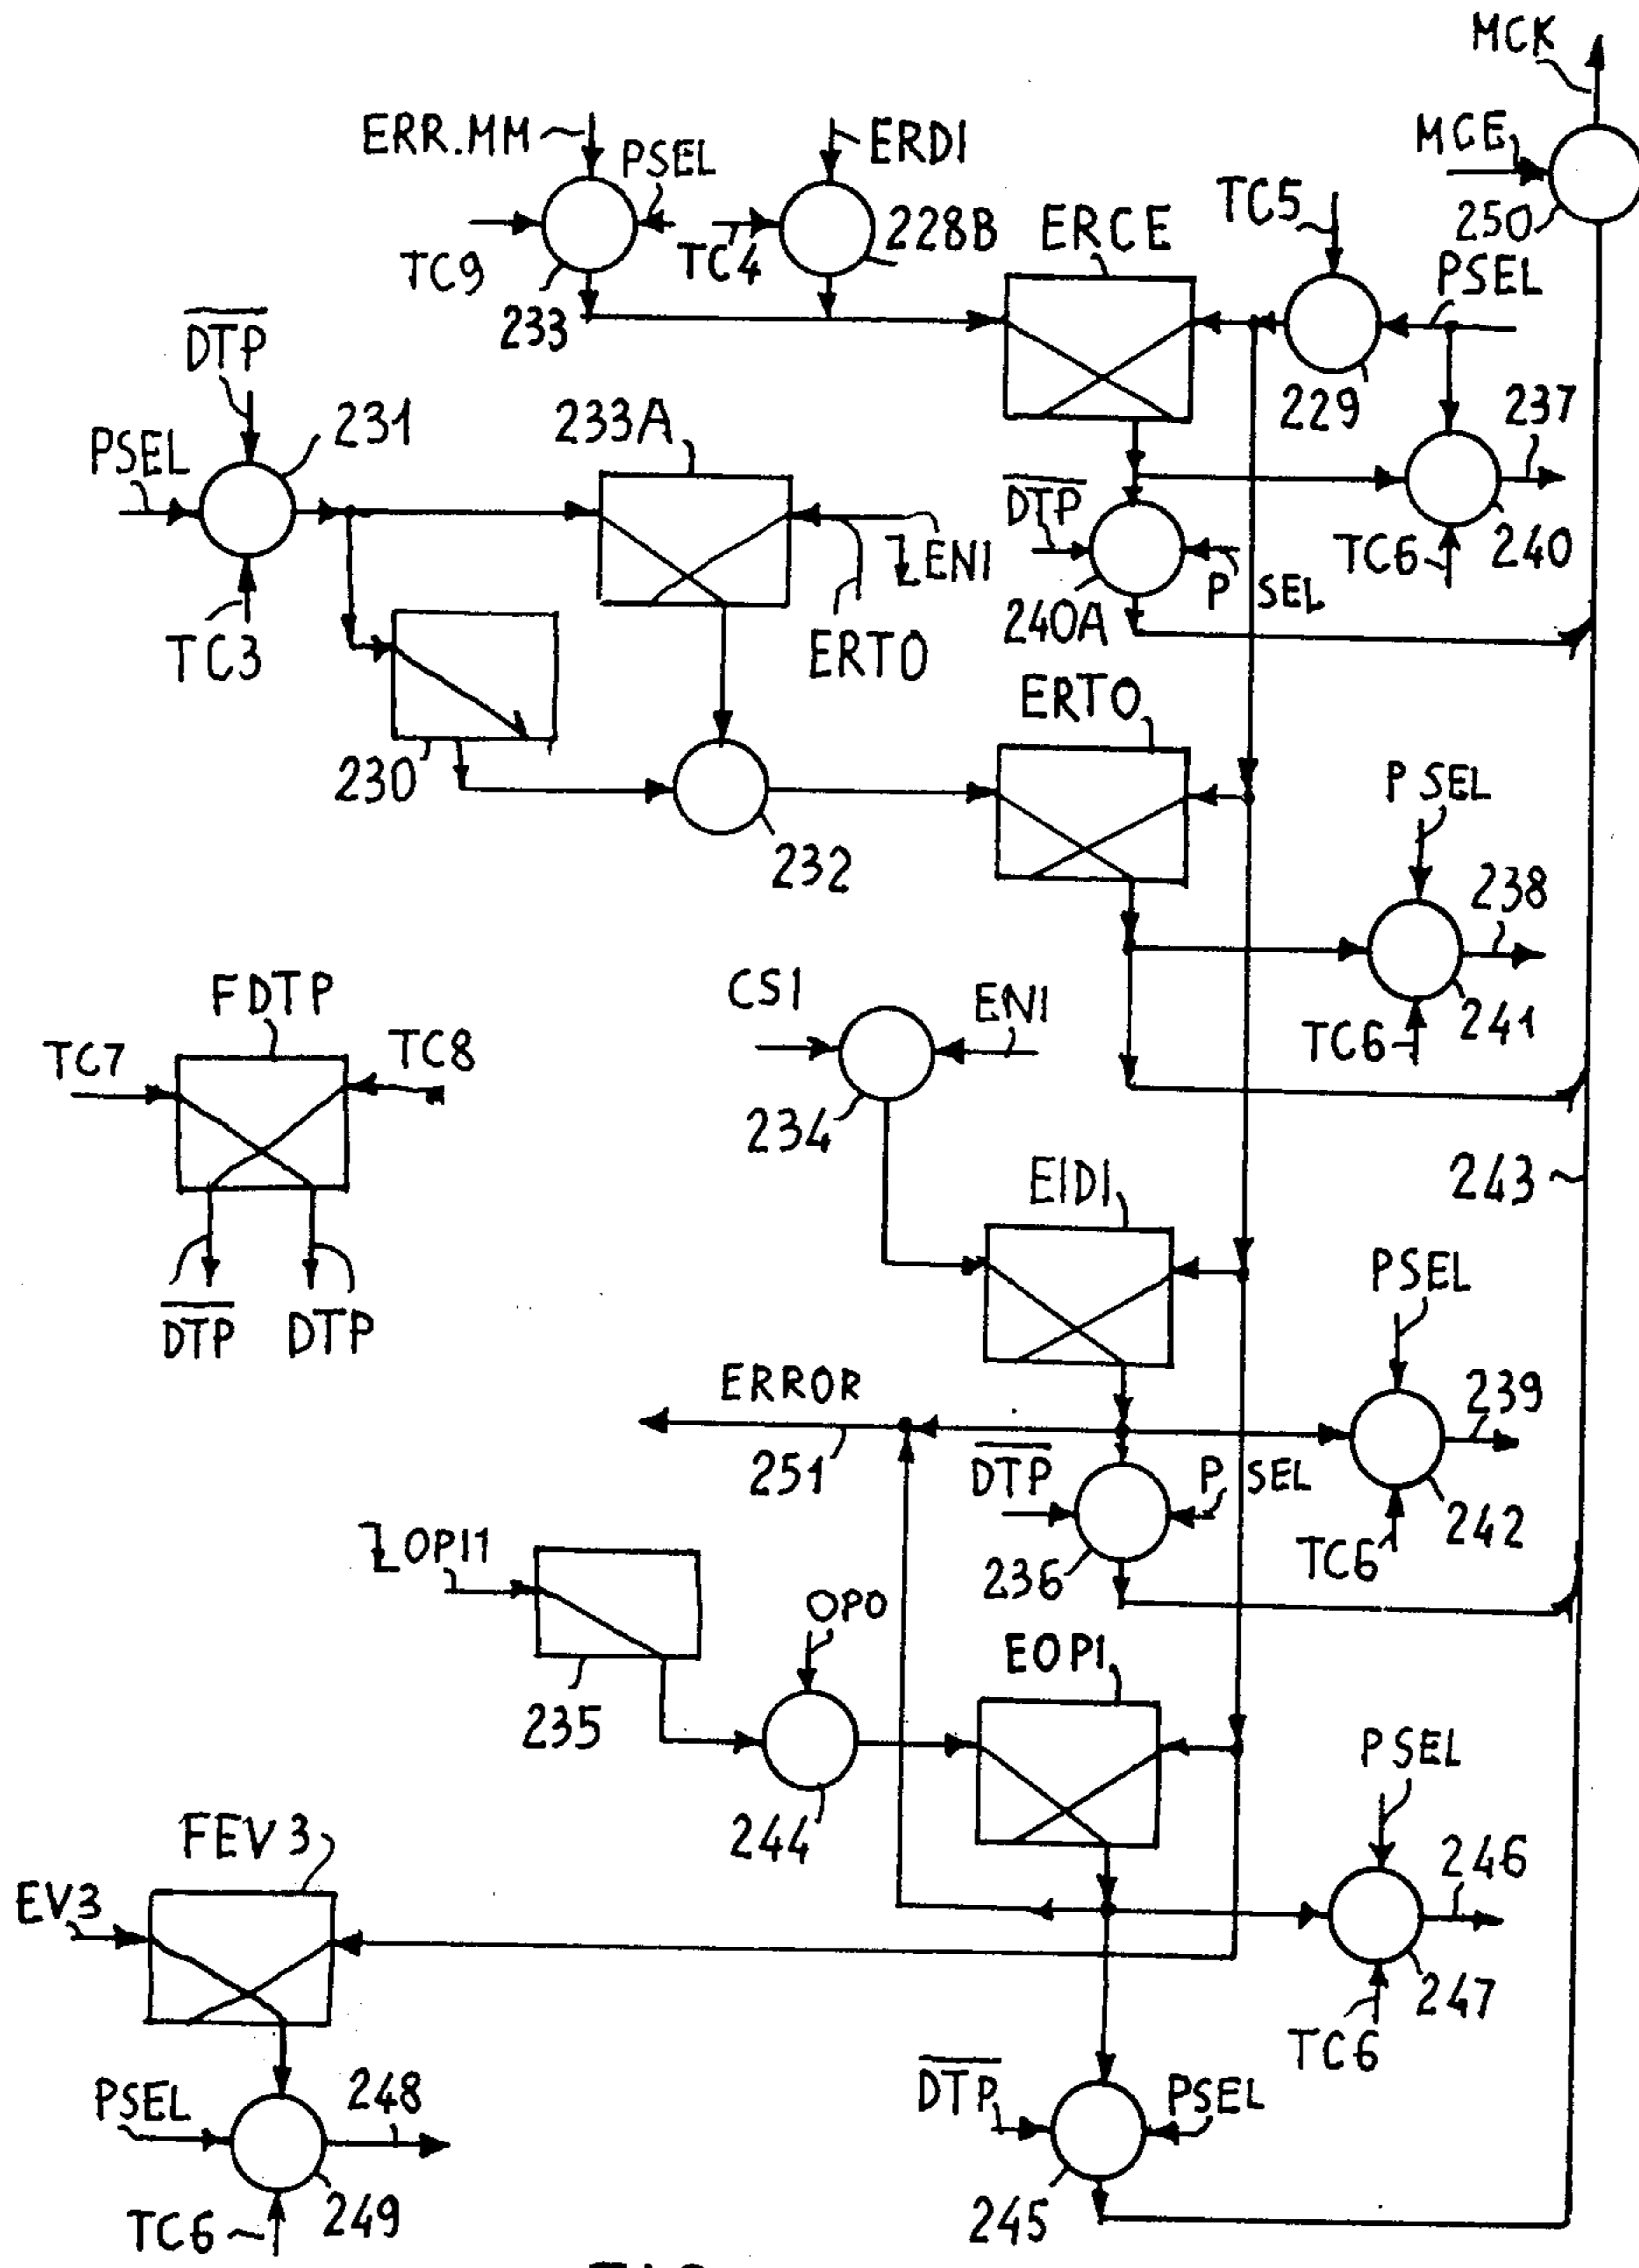 MCK
ERR.MM
PSEL
ERDI
MCE
TC5
TC9
TC4
228B
ERCE
250
PSEL
233
DTP
231
233A
229
237
PSEL
DTP
ENI
TC6
240
P SEL
TC3
ERTO
240A
ERTO
230
P SEL
232
238
FDTP
CSI
ENI
TC7
TC8
TC6
241
234
243
EIDI
PSEL
DTP
DTP
ERROR
239
251
DTP
P SEL
OPI1
236
TC6
242
OPO
EOPI
235
PSEL
244
FEV 3
246
EV3
247
TC6
DTP
PSEL
PSEL
248
TC6
249
245